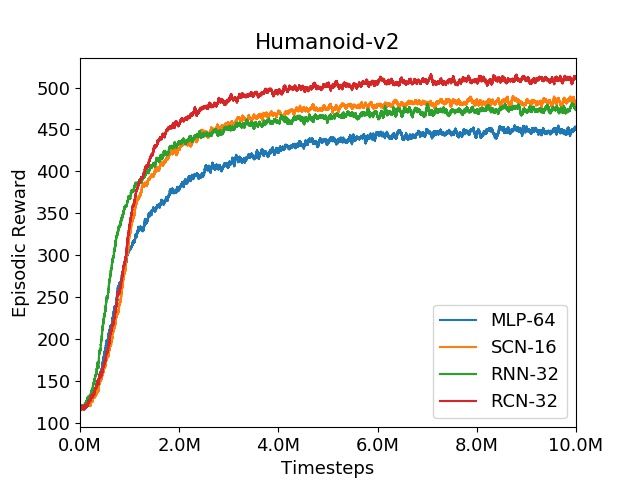 Humanoid-v2
Episodic Reward
500
450
400
350
300
250
200
150
100
MLP-64
SCN-16
RNN-32
RCN-32
0.0M 2.0M 4.0M 6.0M 8.0M 10.0M
Timesteps